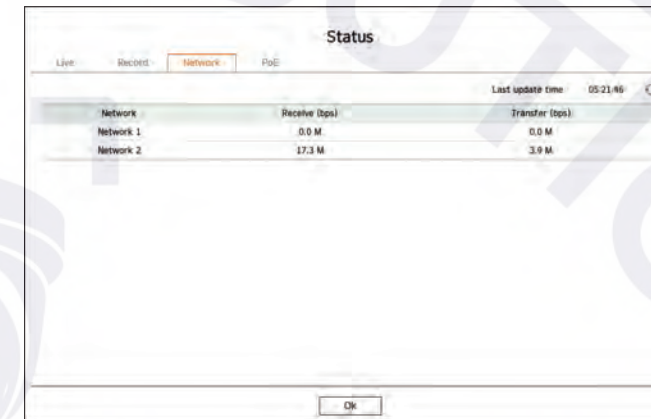 Status
Live Record Network PoE
Last update time 05:21:46
Network Receive (bps) Transfer (bps)
Network 1 0.0 M 0.0 M
Network 2 17.3 M 3.9 M
Ok